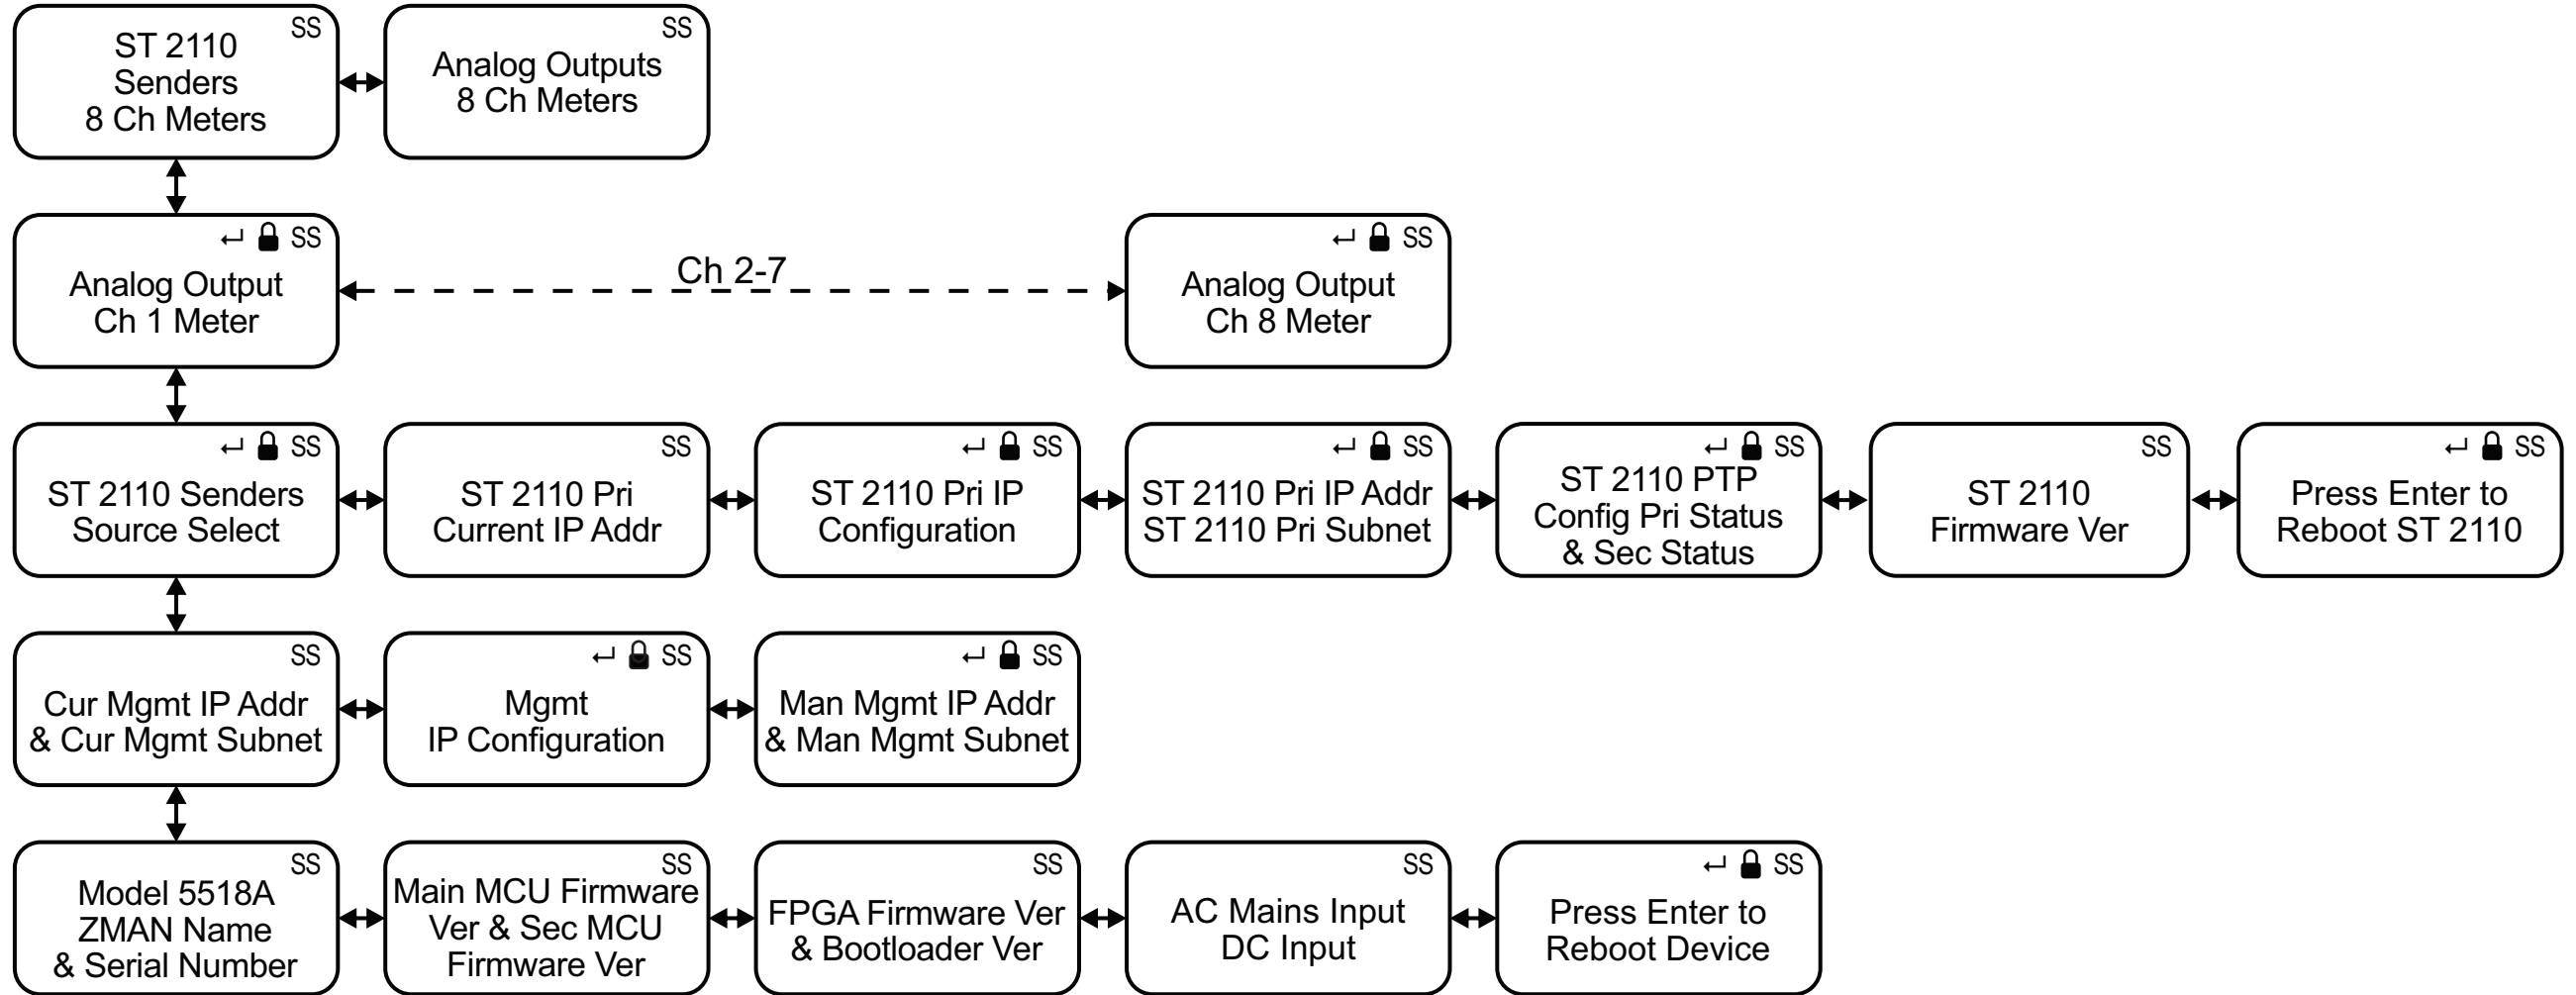 SS
ST 2110
Senders
8 Ch Meters
SS
Analog Outputs
8 Ch Meters
↵ 🔒 SS
Analog Output
Ch 1 Meter
Ch 2-7
↵ 🔒 SS
Analog Output
Ch 8 Meter
↵ 🔒 SS
ST 2110 Senders
Source Select
SS
ST 2110 Pri
Current IP Addr
↵ 🔒 SS
ST 2110 Pri IP
Configuration
↵ 🔒 SS
ST 2110 Pri IP Addr
ST 2110 Pri Subnet
↵ 🔒 SS
ST 2110 PTP
Config Pri Status
& Sec Status
SS
ST 2110
Firmware Ver
↵ 🔒 SS
Press Enter to
Reboot ST 2110
SS
Cur Mgmt IP Addr
& Cur Mgmt Subnet
↵ 🔒 SS
Mgmt
IP Configuration
↵ 🔒 SS
Man Mgmt IP Addr
& Man Mgmt Subnet
SS
Model 5518A
ZMAN Name
& Serial Number
SS
Main MCU Firmware
Ver & Sec MCU
Firmware Ver
SS
FPGA Firmware Ver
& Bootloader Ver
SS
AC Mains Input
DC Input
↵ 🔒 SS
Press Enter to
Reboot Device